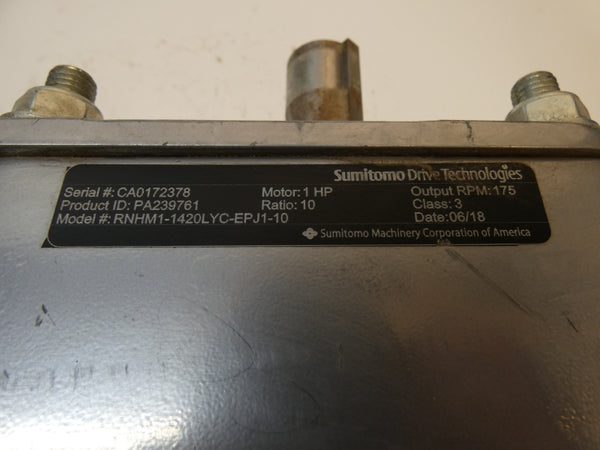 Sumitomo Drive Technologies
Serial #: CA0172378 Motor: 1 HP Output RPM: 175
Product ID: PA239761 Ratio: 10 Class: 3
Model #: RNHM1-1420LYC-EPJ1-10 Date: 06/18
Sumitomo Machinery Corporation of America